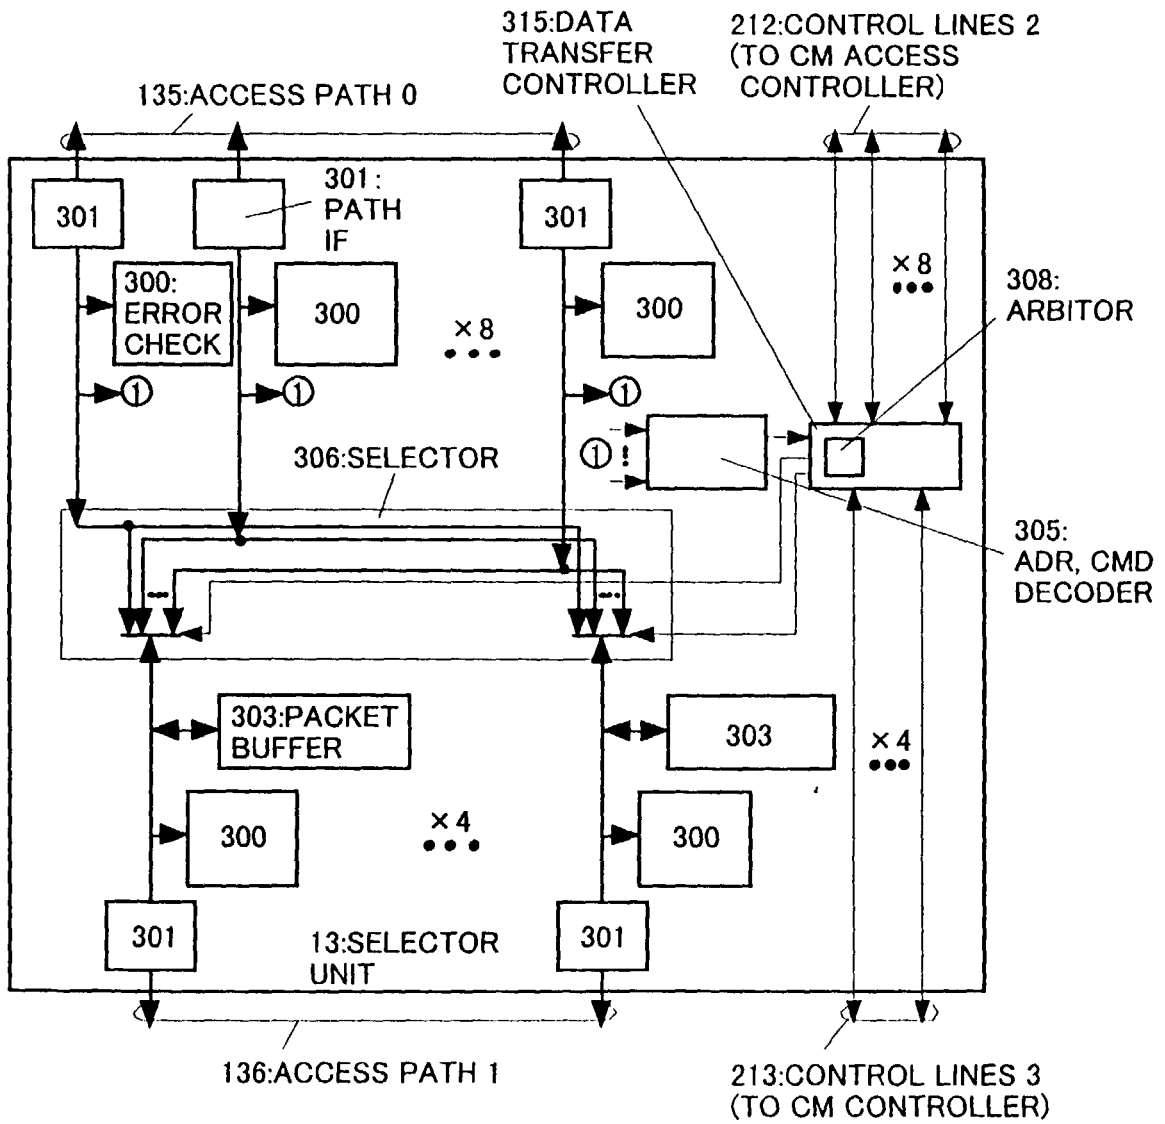 315:DATA
TRANSFER
CONTROLLER
212:CONTROL LINES 2
(TO CM ACCESS
CONTROLLER)
135:ACCESS PATH 0
301
301:
PATH
IF
301
300:
ERROR
CHECK
300
×8
300
×8
308:
ARBITOR
①
①
①
①
306:SELECTOR
305:
ADR, CMD
DECODER
303:PACKET
BUFFER
303
×4
300
×4
300
301
13:SELECTOR
UNIT
301
136:ACCESS PATH 1
213:CONTROL LINES 3
(TO CM CONTROLLER)